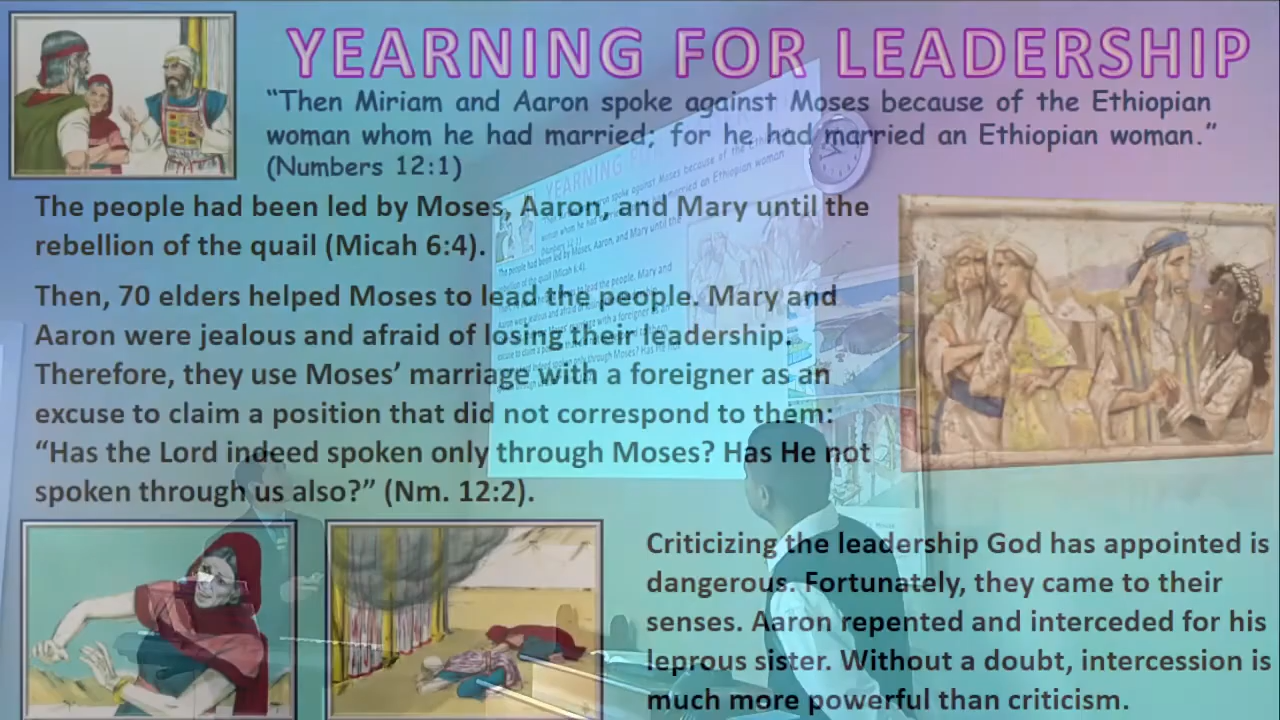 YEARNING FOR LEADERSHIP
“Then Miriam and Aaron spoke against Moses because of the Ethiopian
woman whom he had married; for he had married an Ethiopian woman.”
(Numbers 12:1)
The people had been led by Moses, Aaron, and Mary until the
rebellion of the quail (Micah 6:4).
Then, 70 elders helped Moses to lead the people. Mary and
Aaron were jealous and afraid of losing their leadership.
Therefore, they use Moses’ marriage with a foreigner as an
excuse to claim a position that did not correspond to them:
“Has the Lord indeed spoken only through Moses? Has He not
spoken through us also?” (Nm. 12:2).
Criticizing the leadership God has appointed is
dangerous. Fortunately, they came to their
senses. Aaron repented and interceded for his
leprous sister. Without a doubt, intercession is
much more powerful than criticism.